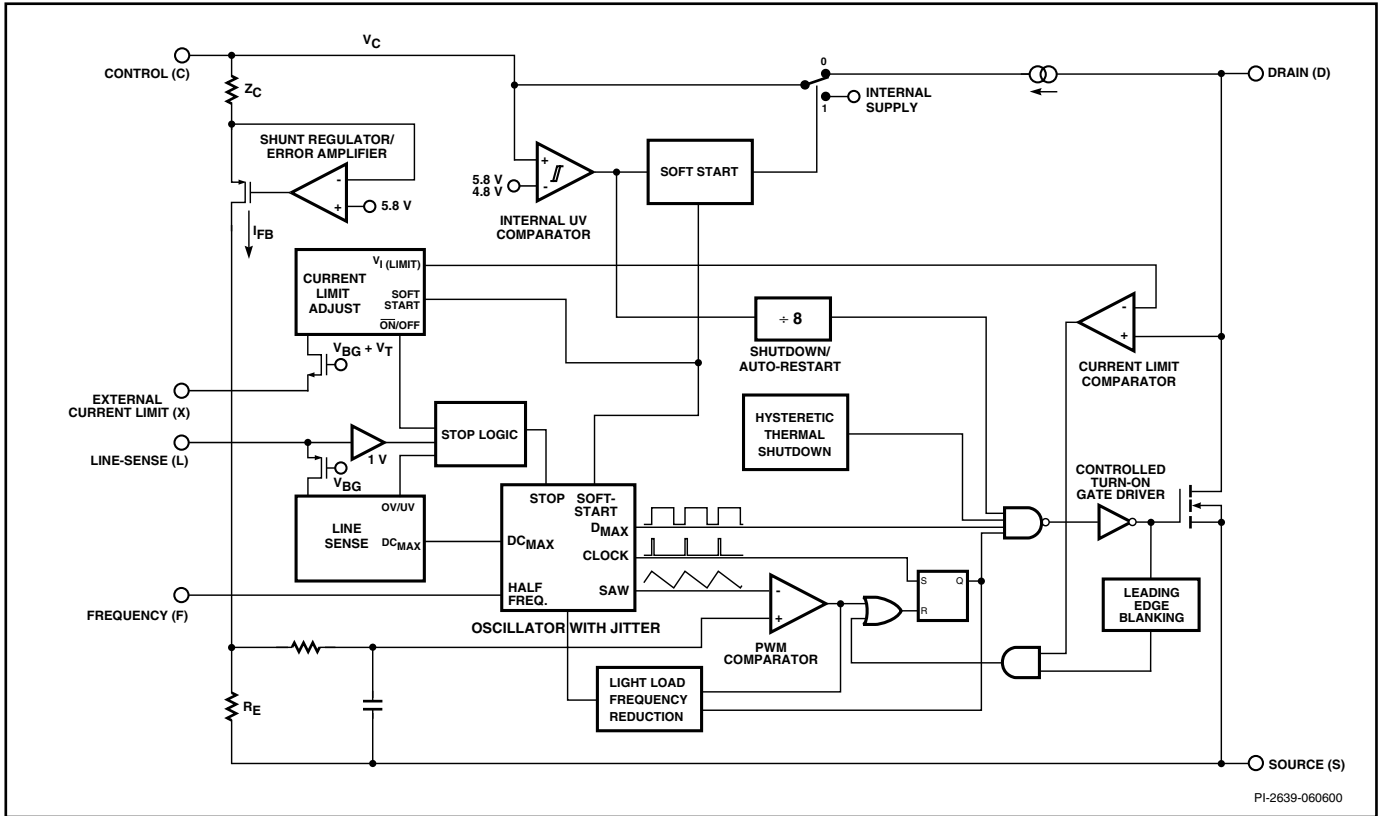 V_C
CONTROL (C)
Z_C
0
DRAIN (D)
INTERNAL
SUPPLY
1
SHUNT REGULATOR/
ERROR AMPLIFIER
-
+
5.8 V
I_FB
+
-
5.8 V
4.8 V
INTERNAL UV
COMPARATOR
SOFT START
CURRENT
LIMIT
ADJUST
V_I (LIMIT)
SOFT
START
O̅N̅/OFF
V_BG + V_T
÷ 8
SHUTDOWN/
AUTO-RESTART
-
+
CURRENT LIMIT
COMPARATOR
EXTERNAL
CURRENT LIMIT (X)
LINE-SENSE (L)
1 V
V_BG
STOP LOGIC
HYSTERETIC
THERMAL
SHUTDOWN
CONTROLLED
TURN-ON
GATE DRIVER
LINE
SENSE
OV/UV
DC_MAX
STOP
SOFT-
START
D_MAX
DC_MAX
CLOCK
HALF
FREQ.
SAW
OSCILLATOR WITH JITTER
FREQUENCY (F)
-
+
PWM
COMPARATOR
S
Q
R
LEADING
EDGE
BLANKING
LIGHT LOAD
FREQUENCY
REDUCTION
R_E
SOURCE (S)
PI-2639-060600